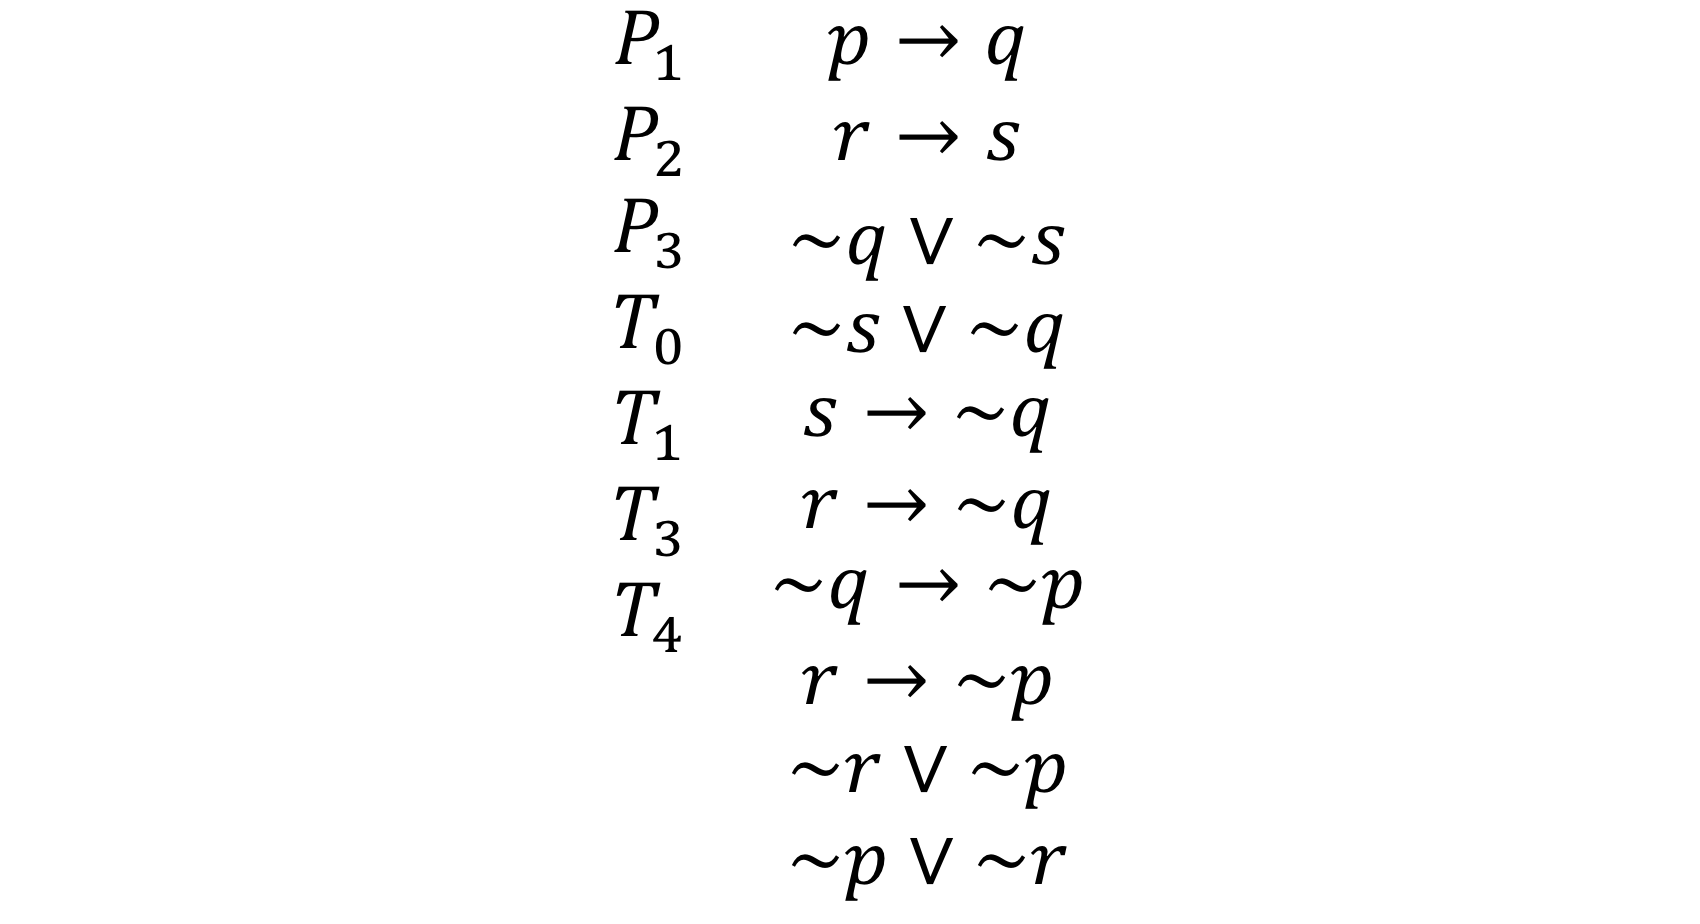 P₁ p → q
P₂ r → s
P₃ ~q ∨ ~s
T₀ ~s ∨ ~q
T₁ s → ~q
T₃ r → ~q
T₄ ~q → ~p
r → ~p
~r ∨ ~p
~p ∨ ~r